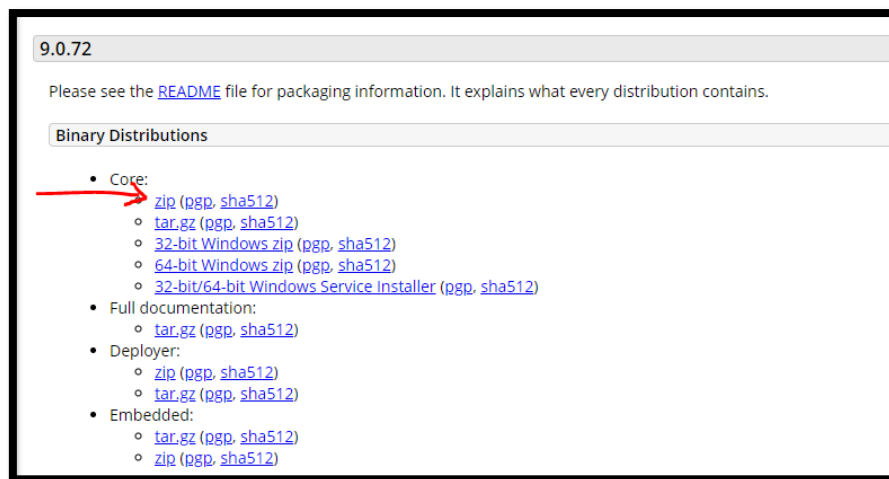 9.0.72
Please see the README file for packaging information. It explains what every distribution contains.
Binary Distributions
Core:
zip (pgp, sha512)
tar.gz (pgp, sha512)
32-bit Windows zip (pgp, sha512)
64-bit Windows zip (pgp, sha512)
32-bit/64-bit Windows Service Installer (pgp, sha512)
Full documentation:
tar.gz (pgp, sha512)
Deployer:
zip (pgp, sha512)
tar.gz (pgp, sha512)
Embedded:
tar.gz (pgp, sha512)
zip (pgp, sha512)